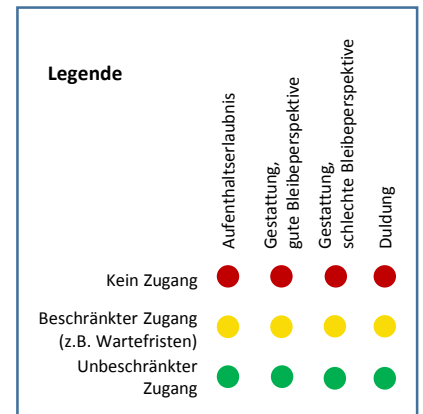 Legende
Aufenthaltserlaubnis
Gestattung,
gute Bleibeperspektive
Gestattung,
schlechte Bleibeperspektive
Duldung
Kein Zugang
Beschränkter Zugang
(z.B. Wartefristen)
Unbeschränkter
Zugang